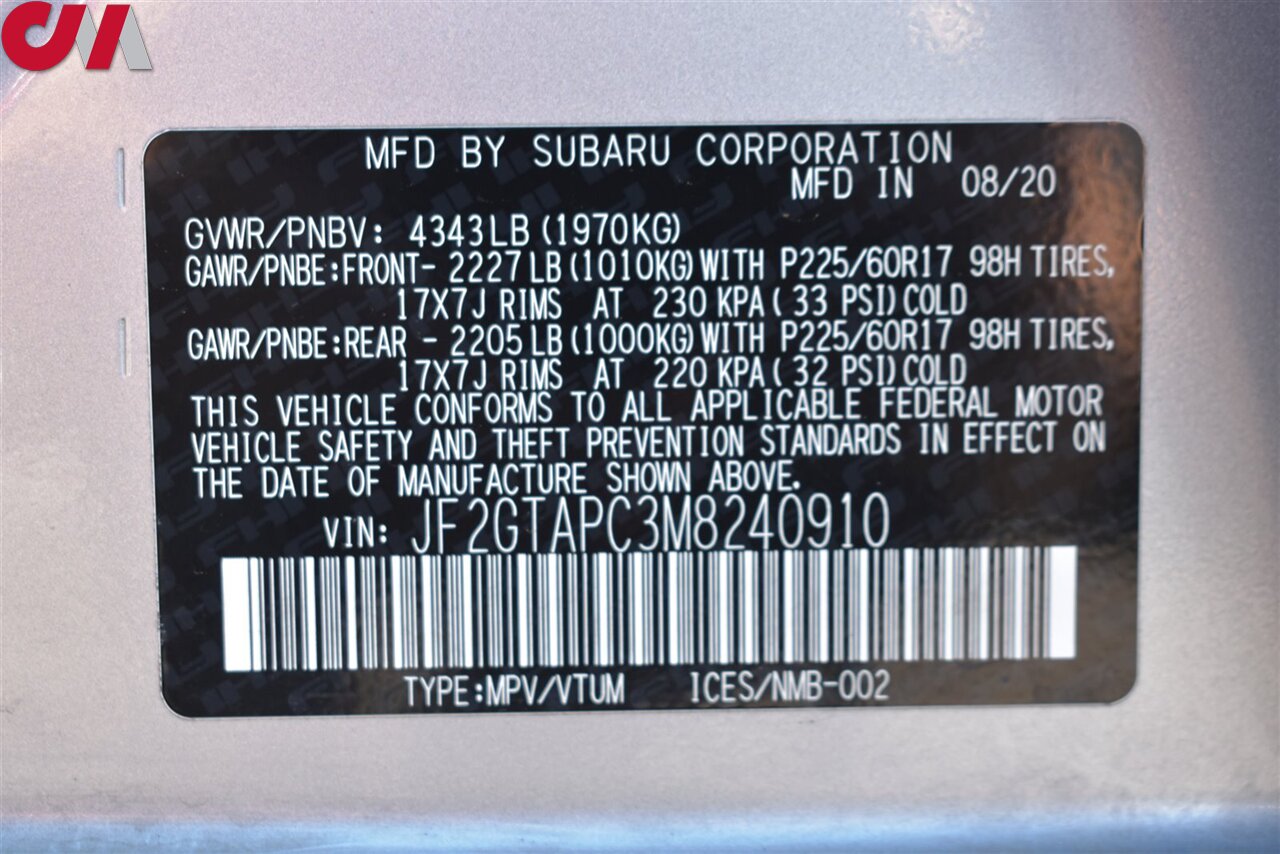 CM
MFD BY SUBARU CORPORATION
MFD IN 08/20
GVWR/PNBV: 4343LB (1970KG)
GAWR/PNBE:FRONT- 2227LB (1010KG) WITH P225/60R17 98H TIRES,
17X7J RIMS AT 230 KPA ( 33 PSI) COLD
GAWR/PNBE:REAR - 2205LB (1000KG) WITH P225/60R17 98H TIRES,
17X7J RIMS AT 220 KPA ( 32 PSI) COLD
THIS VEHICLE CONFORMS TO ALL APPLICABLE FEDERAL MOTOR
VEHICLE SAFETY AND THEFT PREVENTION STANDARDS IN EFFECT ON
THE DATE OF MANUFACTURE SHOWN ABOVE.
VIN: JF2GTAPC3M8240910
TYPE:MPV/VTUM ICES/NMB-002